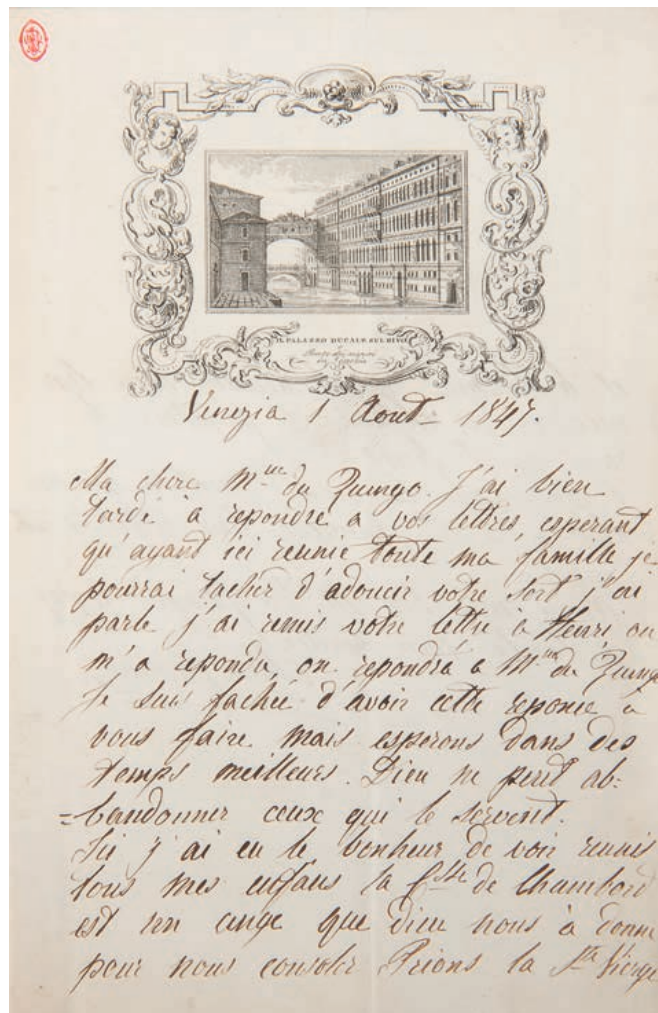 IL PALAZZO DUCALE SUL RIVO
Venezia 1 Aout 1847.
Ma chere Mme du Quengo. J'ai bien
tardé à repondre a vos lettres, esperant
qu'ayant ici reunie toute ma famille je
pourrai tacher d'adoucir votre sort j'ai
parlé j'ai remis votre lettre à Henri on
m'a repondu, on repondra a Mme du Queng
Je suis fachée d'avoir cette reponse à
vous faire mais esperons dans des
temps meilleurs. Dieu ne peut ab=
=bandonner ceux qui le servent.
Ici j'ai eu le bonheur de voir reunis
tous mes enfans la Csse de Chambord
est un ange que dieu nous à donné
pour nous consoler Prions la Ste Vierge